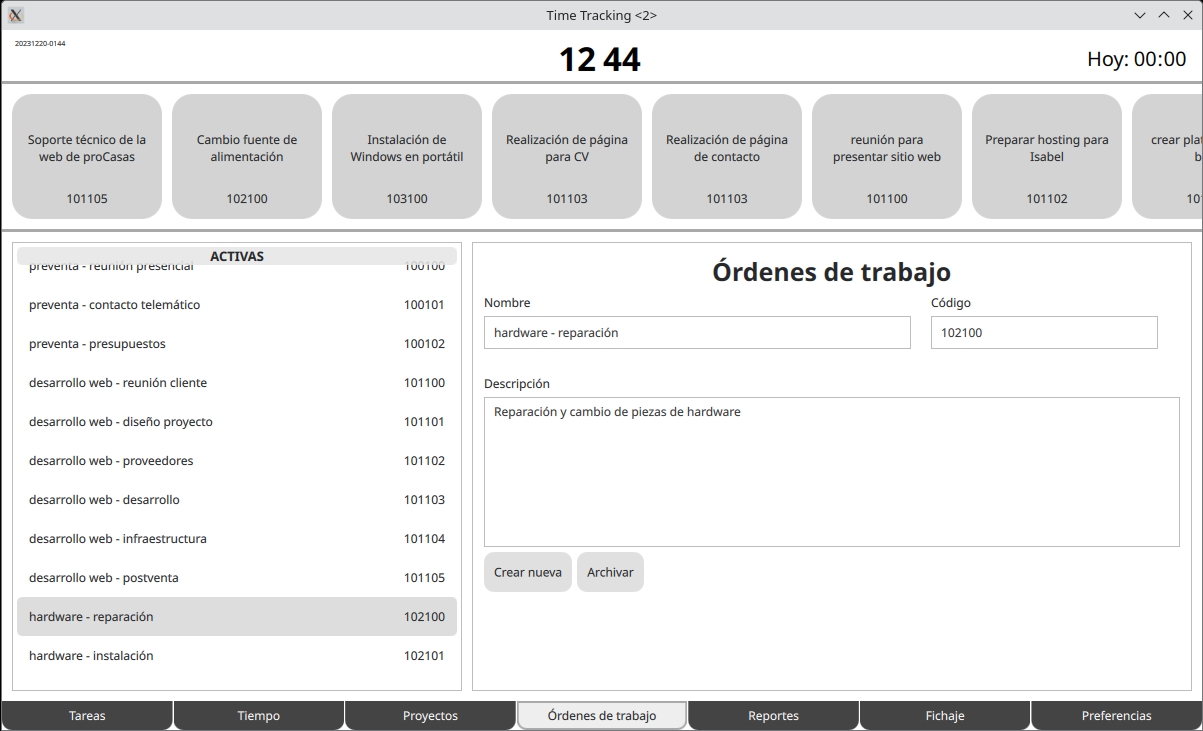 Time Tracking <2>
20231220-0144
12 44
Hoy: 00:00
Soporte técnico de la
web de proCasas
101105
Cambio fuente de
alimentación
102100
Instalación de
Windows en portátil
103100
Realización de página
para CV
101103
Realización de página
de contacto
101103
reunión para
presentar sitio web
101100
Preparar hosting para
Isabel
101102
crear
ACTIVAS
preventa - reunión presencial 100100
preventa - contacto telemático 100101
preventa - presupuestos 100102
desarrollo web - reunión cliente 101100
desarrollo web - diseño proyecto 101101
desarrollo web - proveedores 101102
desarrollo web - desarrollo 101103
desarrollo web - infraestructura 101104
desarrollo web - postventa 101105
hardware - reparación 102100
hardware - instalación 102101
Órdenes de trabajo
Nombre
Código
hardware - reparación
102100
Descripción
Reparación y cambio de piezas de hardware
Crear nueva
Archivar
Tareas
Tiempo
Proyectos
Órdenes de trabajo
Reportes
Fichaje
Preferencias